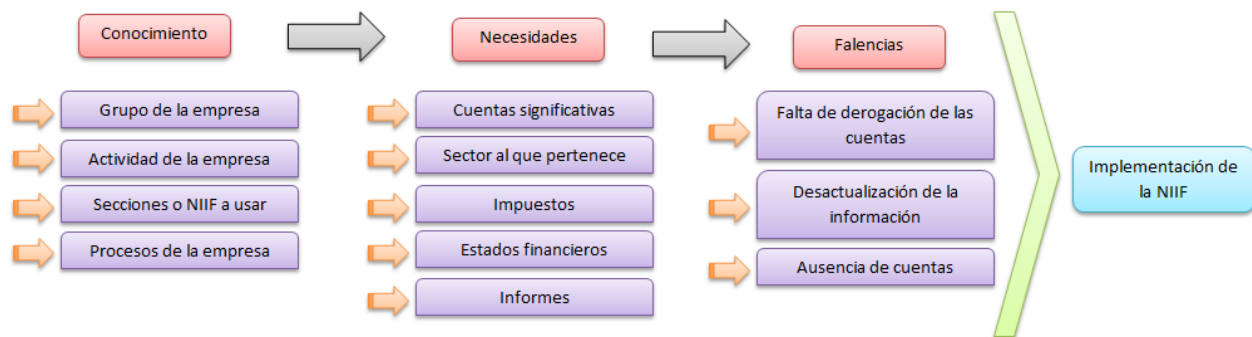 Conocimiento
Grupo de la empresa
Actividad de la empresa
Secciones o NIIF a usar
Procesos de la empresa
Necesidades
Cuentas significativas
Sector al que pertenece
Impuestos
Estados financieros
Informes
Falencias
Falta de derogación de las
cuentas
Desactualización de la
información
Ausencia de cuentas
Implementación de
la NIIF